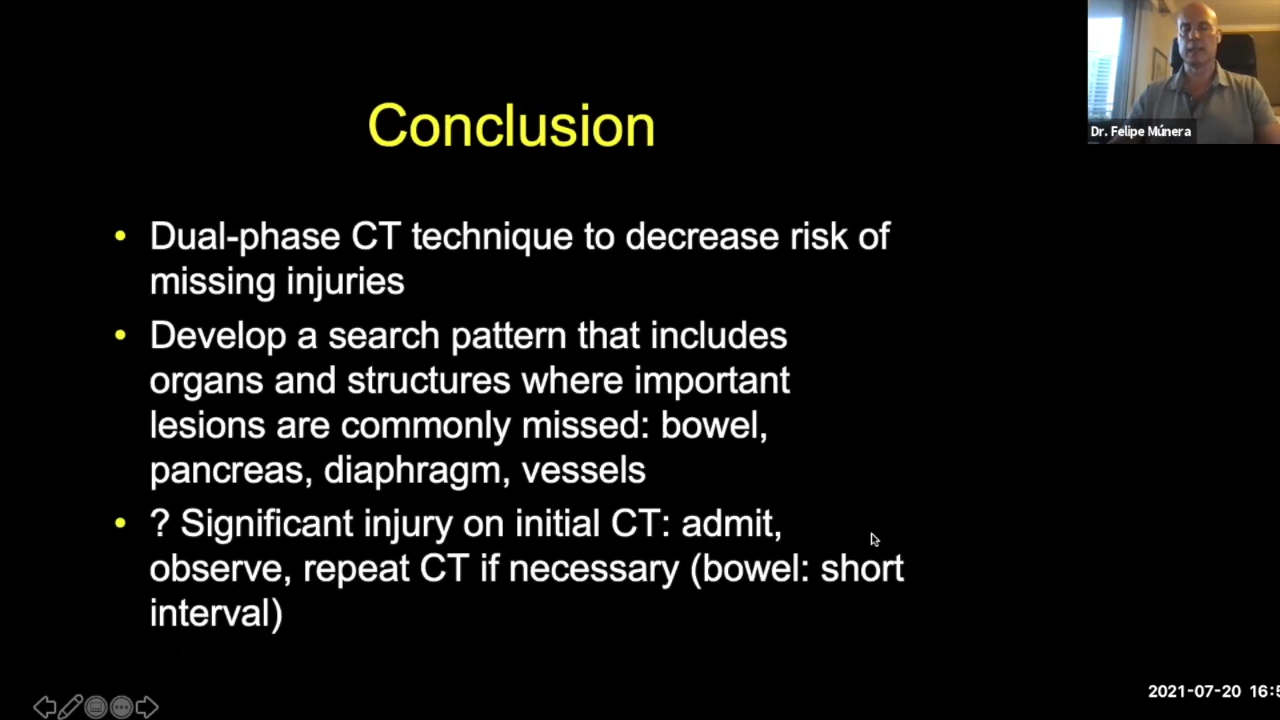 Conclusion
• Dual-phase CT technique to decrease risk of
missing injuries
• Develop a search pattern that includes
organs and structures where important
lesions are commonly missed: bowel,
pancreas, diaphragm, vessels
• ? Significant injury on initial CT: admit,
observe, repeat CT if necessary (bowel: short
interval)
Dr. Felipe Múnera
2021-07-20 16:5